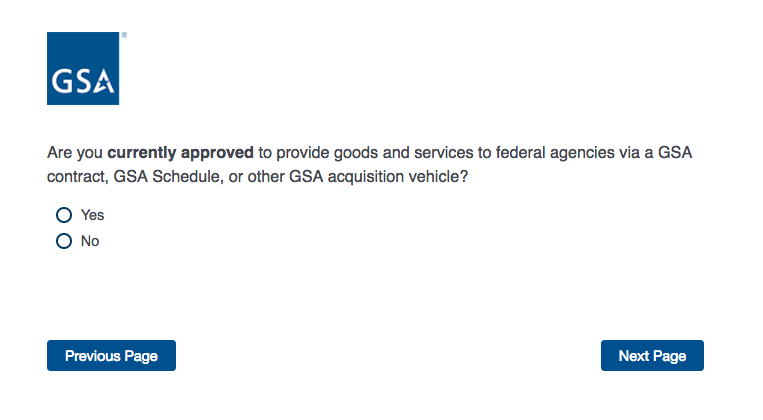 GSA
®
Are you currently approved to provide goods and services to federal agencies via a GSA
contract, GSA Schedule, or other GSA acquisition vehicle?
Yes
No
Previous Page
Next Page